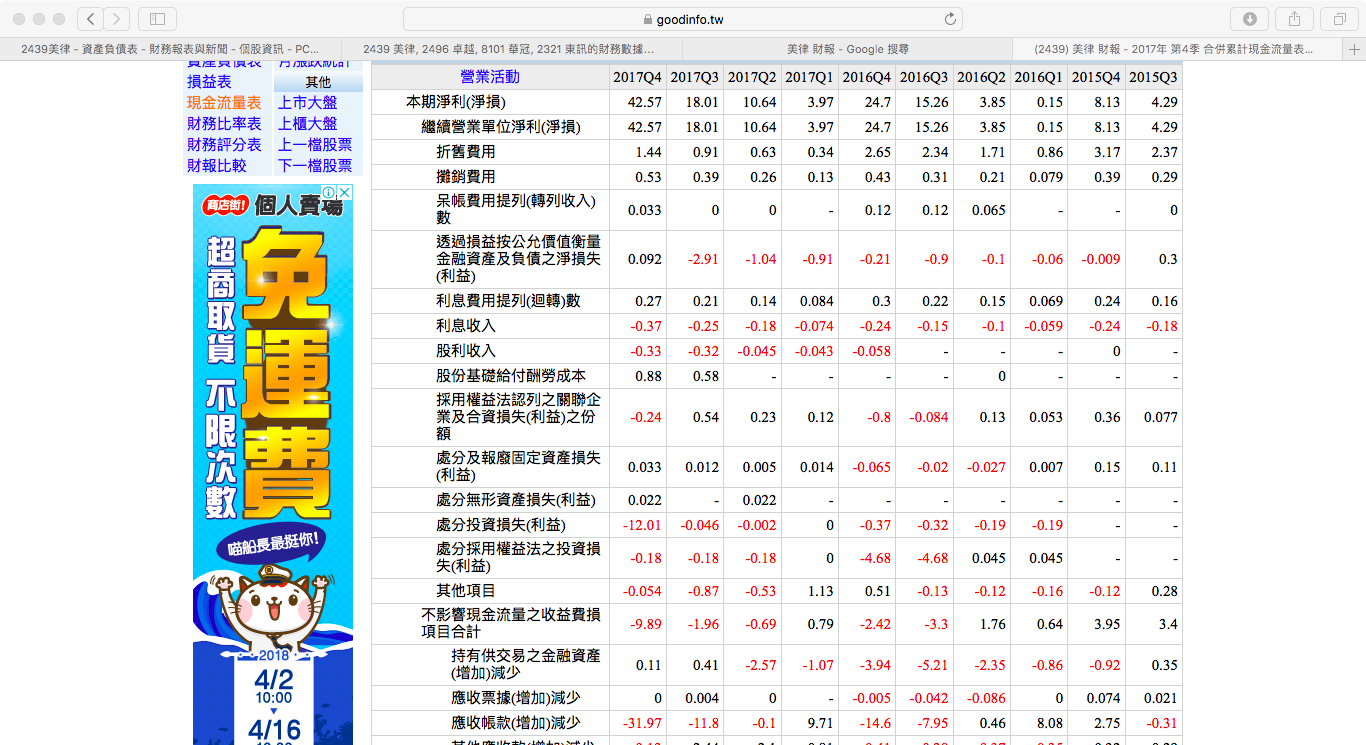 goodinfo.tw
2439美律 - 資產負債表 - 財務報表與新聞 - 個股資訊 - PC...
2439 美律, 2496 卓越, 8101 華冠, 2321 東訊的財務數據...
美律 財報 - Google 搜尋
(2439) 美律 財報 - 2017年 第4季 合併累計現金流量表...
資產負債表 月漲跌統計
損益表 其他
現金流量表 上市大盤
財務比率表 上櫃大盤
財務評分表 上一檔股票
財報比較 下一檔股票
商店街! 個人賣場
免運費
超商取貨 不限次數
喵船長最挺你!
2018
4/2
10:00
4/16
營業活動 2017Q4 2017Q3 2017Q2 2017Q1 2016Q4 2016Q3 2016Q2 2016Q1 2015Q4 2015Q3
本期淨利(淨損) 42.57 18.01 10.64 3.97 24.7 15.26 3.85 0.15 8.13 4.29
繼續營業單位淨利(淨損) 42.57 18.01 10.64 3.97 24.7 15.26 3.85 0.15 8.13 4.29
折舊費用 1.44 0.91 0.63 0.34 2.65 2.34 1.71 0.86 3.17 2.37
攤銷費用 0.53 0.39 0.26 0.13 0.43 0.31 0.21 0.079 0.39 0.29
呆帳費用提列(轉列收入)
數 0.033 0 0 - 0.12 0.12 0.065 - - 0
透過損益按公允價值衡量
金融資產及負債之淨損失 0.092 -2.91 -1.04 -0.91 -0.21 -0.9 -0.1 -0.06 -0.009 0.3
(利益)
利息費用提列(迴轉)數 0.27 0.21 0.14 0.084 0.3 0.22 0.15 0.069 0.24 0.16
利息收入 -0.37 -0.25 -0.18 -0.074 -0.24 -0.15 -0.1 -0.059 -0.24 -0.18
股利收入 -0.33 -0.32 -0.045 -0.043 -0.058 - - - 0 -
股份基礎給付酬勞成本 0.88 0.58 - - - - 0 - - -
採用權益法認列之關聯企
業及合資損失(利益)之份 -0.24 0.54 0.23 0.12 -0.8 -0.084 0.13 0.053 0.36 0.077
額
處分及報廢固定資產損失
(利益) 0.033 0.012 0.005 0.014 -0.065 -0.02 -0.027 0.007 0.15 0.11
處分無形資產損失(利益) 0.022 - 0.022 - - - - - - -
處分投資損失(利益) -12.01 -0.046 -0.002 0 -0.37 -0.32 -0.19 -0.19 - -
處分採用權益法之投資損
失(利益) -0.18 -0.18 -0.18 0 -4.68 -4.68 0.045 0.045 - -
其他項目 -0.054 -0.87 -0.53 1.13 0.51 -0.13 -0.12 -0.16 -0.12 0.28
不影響現金流量之收益費損
項目合計 -9.89 -1.96 -0.69 0.79 -2.42 -3.3 1.76 0.64 3.95 3.4
持有供交易之金融資產
(增加)減少 0.11 0.41 -2.57 -1.07 -3.94 -5.21 -2.35 -0.86 -0.92 0.35
應收票據(增加)減少 0 0.004 0 - -0.005 -0.042 -0.086 0 0.074 0.021
應收帳款(增加)減少 -31.97 -11.8 -0.1 9.71 -14.6 -7.95 0.46 8.08 2.75 -0.31